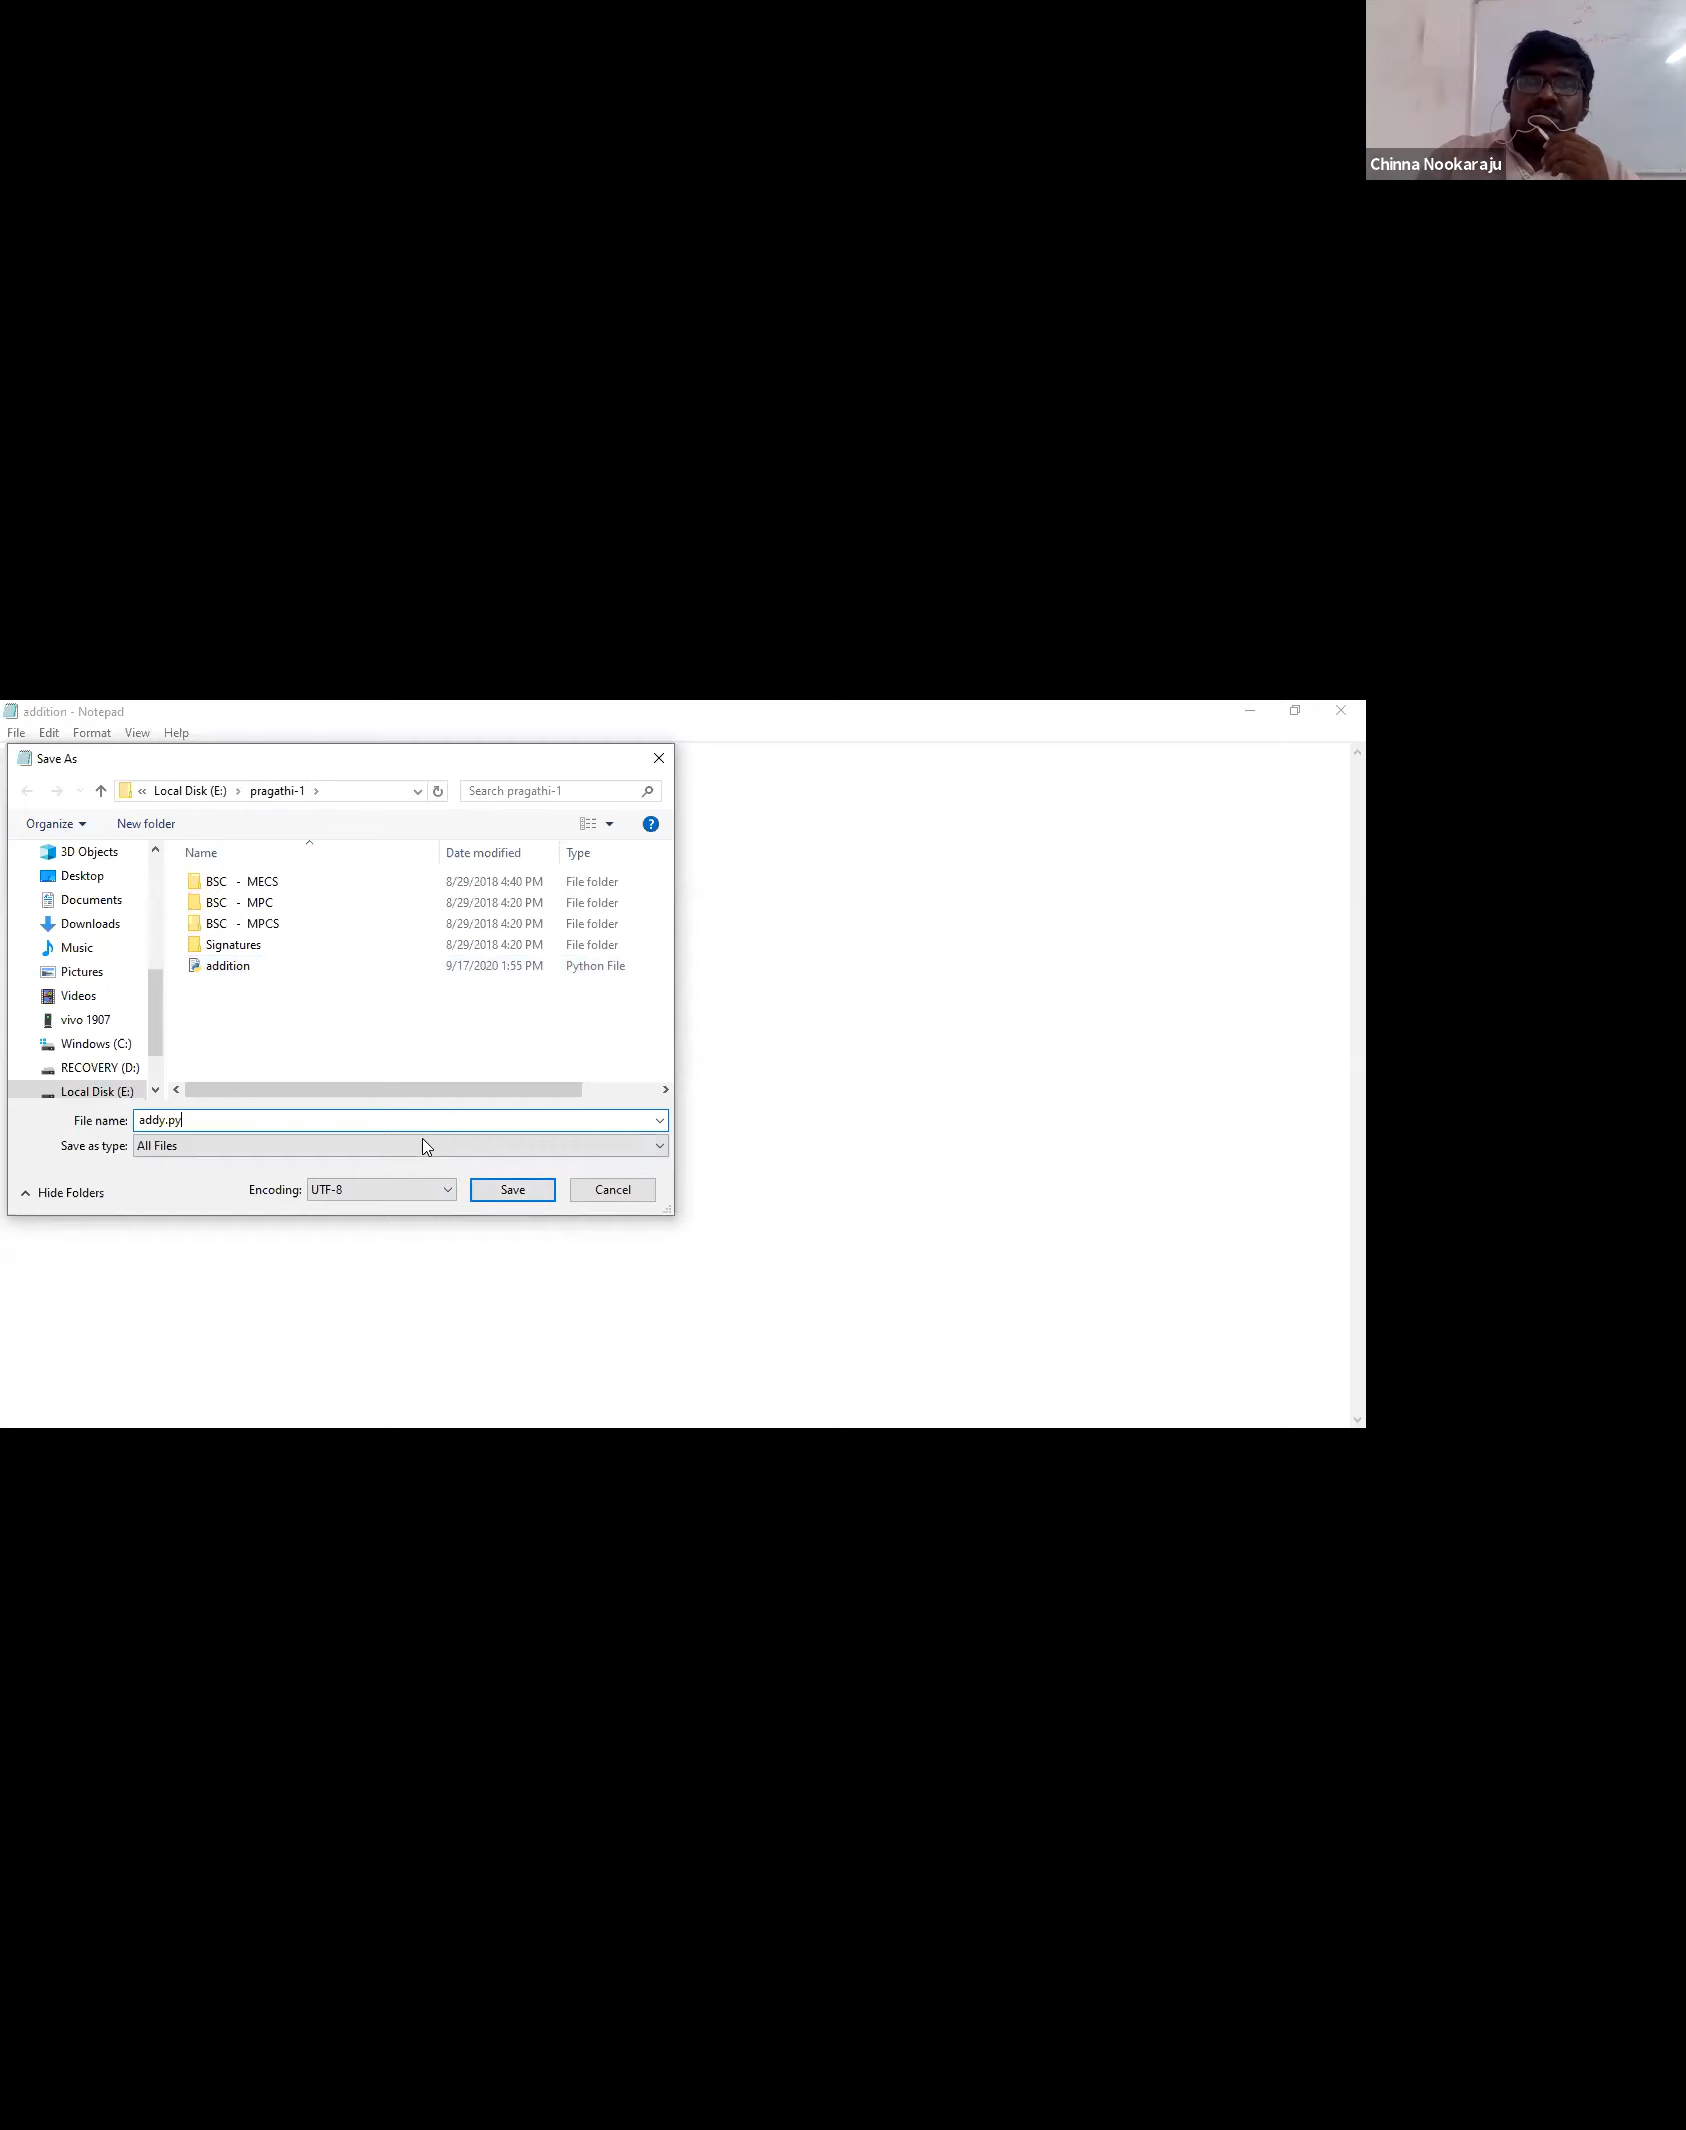 Chinna Nookaraju
addition - Notepad
File Edit Format View Help
Save As
« Local Disk (E:) › pragathi-1 › Search pragathi-1
Organize New folder
3D Objects
Desktop
Documents
Downloads
Music
Pictures
Videos
vivo 1907
Windows (C:)
RECOVERY (D:)
Local Disk (E:)
Name Date modified Type
BSC - MECS 8/29/2018 4:40 PM File folder
BSC - MPC 8/29/2018 4:20 PM File folder
BSC - MPCS 8/29/2018 4:20 PM File folder
Signatures 8/29/2018 4:20 PM File folder
addition 9/17/2020 1:55 PM Python File
File name: addy.py
Save as type: All Files
Hide Folders Encoding: UTF-8 Save Cancel